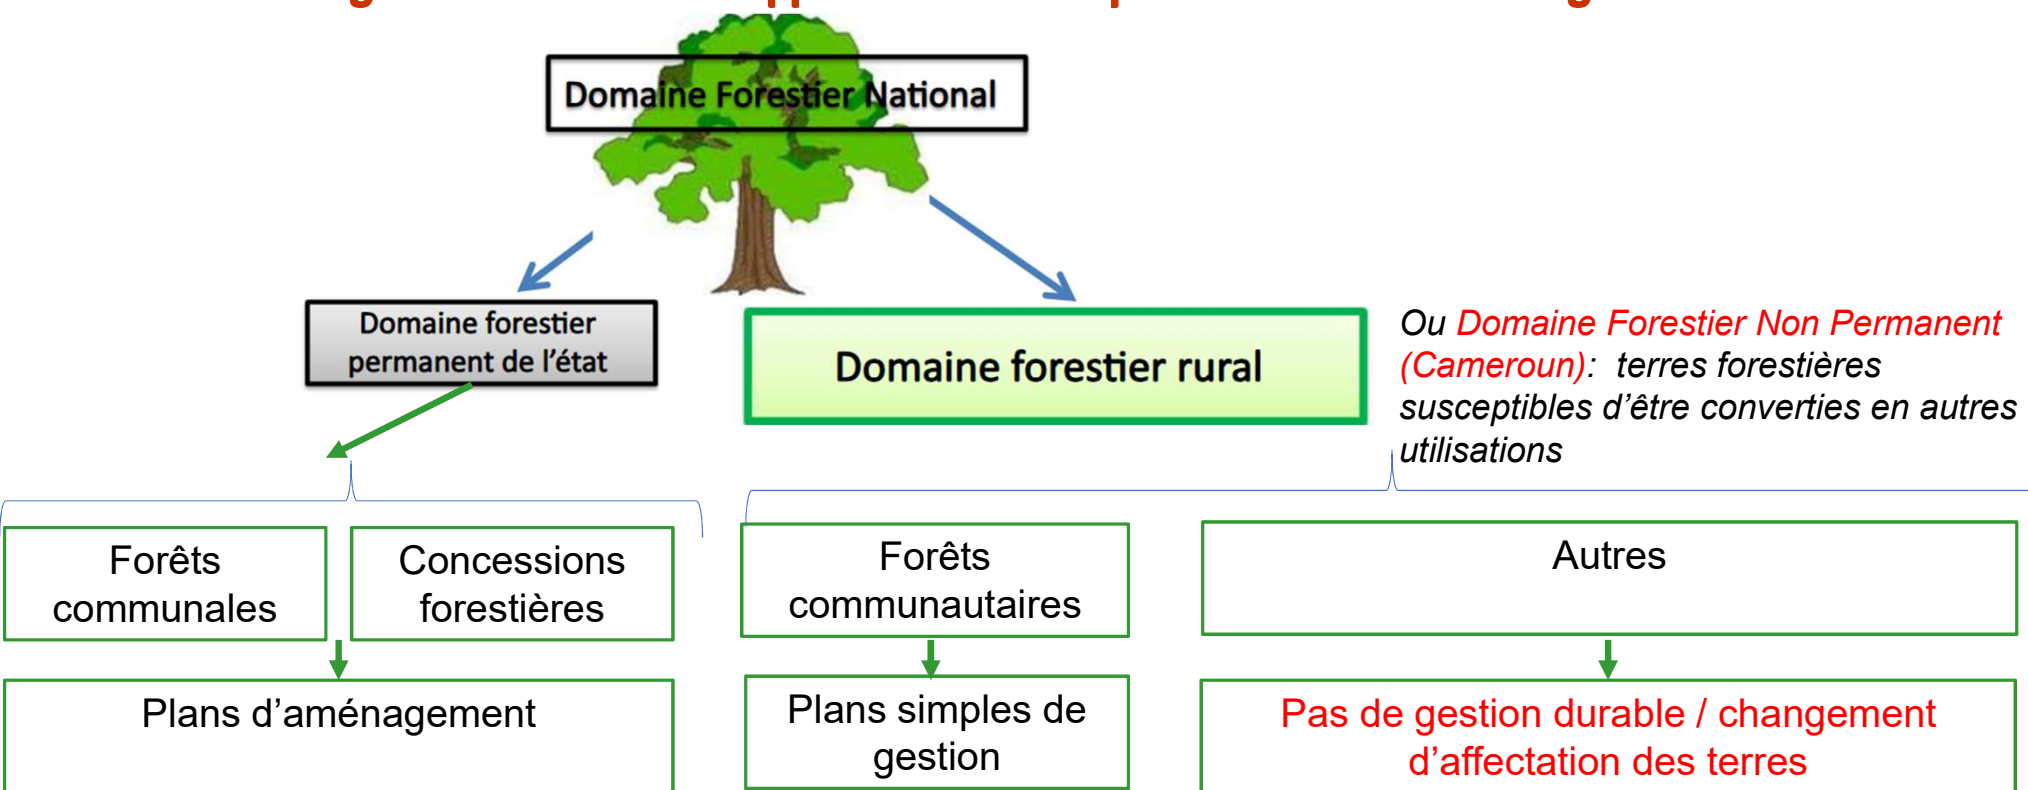 Domaine Forestier National
Domaine forestier
permanent de l’état
Domaine forestier rural
Ou Domaine Forestier Non Permanent
(Cameroun): terres forestières
susceptibles d’être converties en autres
utilisations
Forêts
communales
Concessions
forestières
Forêts
communautaires
Autres
Plans d’aménagement
Plans simples de
gestion
Pas de gestion durable / changement
d’affectation des terres